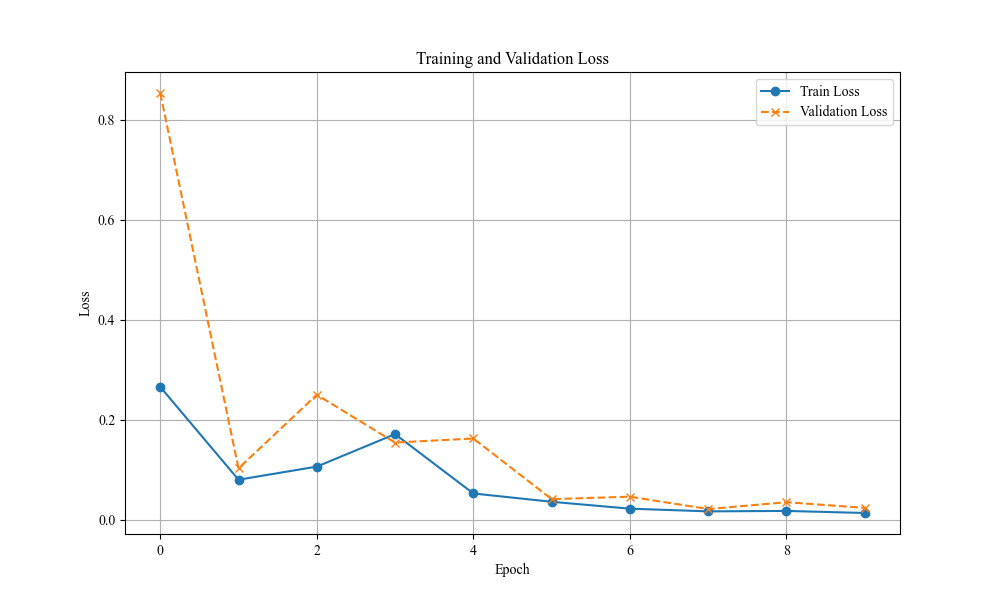 Training and Validation Loss
Train Loss
Validation Loss
0.8
0.6
0.4
0.2
0.0
Loss
0 2 4 6 8
Epoch